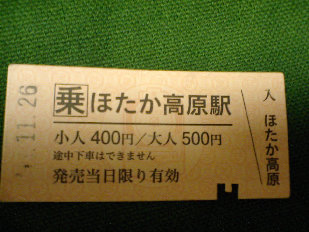 11.26
乗 ほたか高原駅
小人400円/大人500円
途中下車はできません
発売当日限り有効
入 ほたか高原